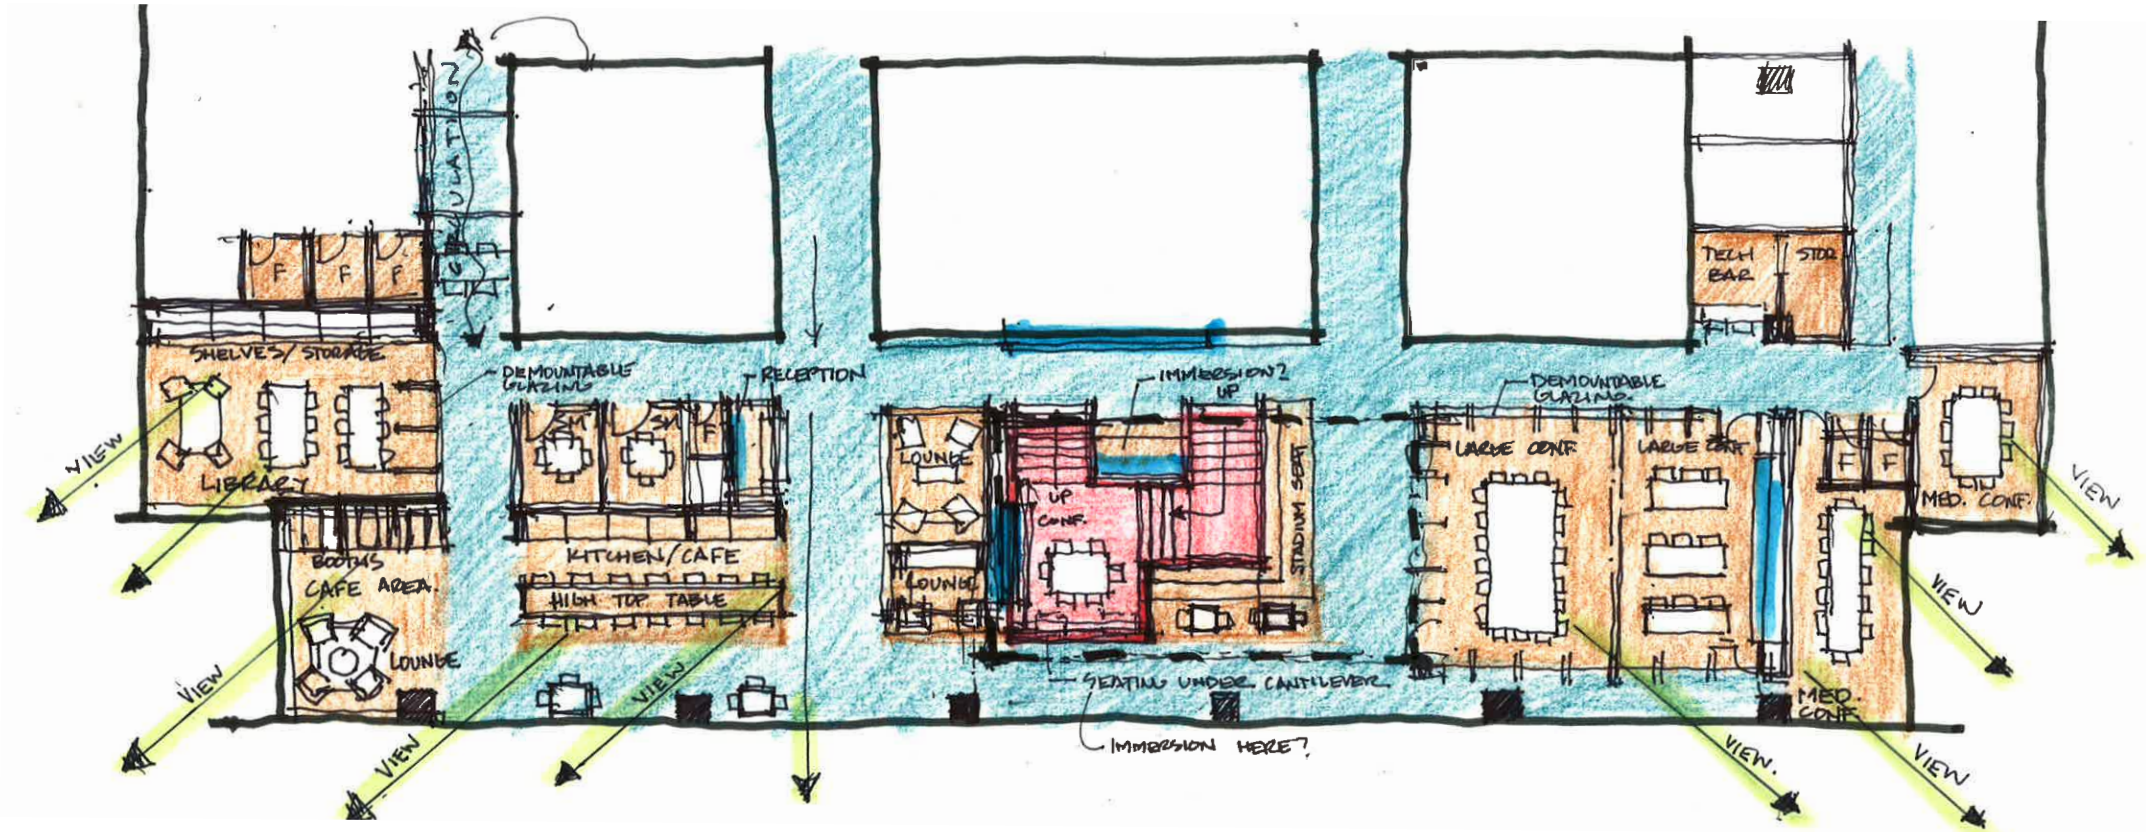 CIRCULATION
F
F
F
SHELVES/STORAGE
LIBRARY
VIEW
BOOTHS
CAFE AREA.
LOUNGE
VIEW
VIEW
DEMOUNTABLE
GLAZING
RECEPTION
SM
SM
F
KITCHEN/CAFE
HIGH TOP TABLE
VIEW
LOUNGE
LOUNGE
IMMERSION?
UP
UP
CONF.
STADIUM SEAT
SEATING UNDER CANTILEVER
IMMERSION HERE?
DEMOUNTABLE
GLAZING.
LARGE CONF.
LARGE CONF
TECH
BAR
STOR
F
F
MED. CONF.
VIEW
VIEW
MED.
CONF
VIEW.
VIEW